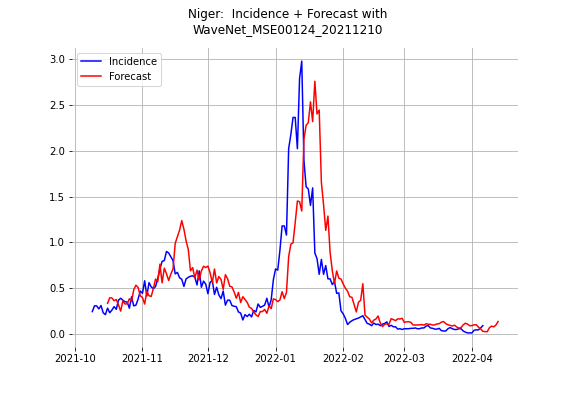 Niger:  Incidence + Forecast with
WaveNet_MSE00124_20211210
Incidence
Forecast
3.0
2.5
2.0
1.5
1.0
0.5
0.0
2021-10 2021-11 2021-12 2022-01 2022-02 2022-03 2022-04